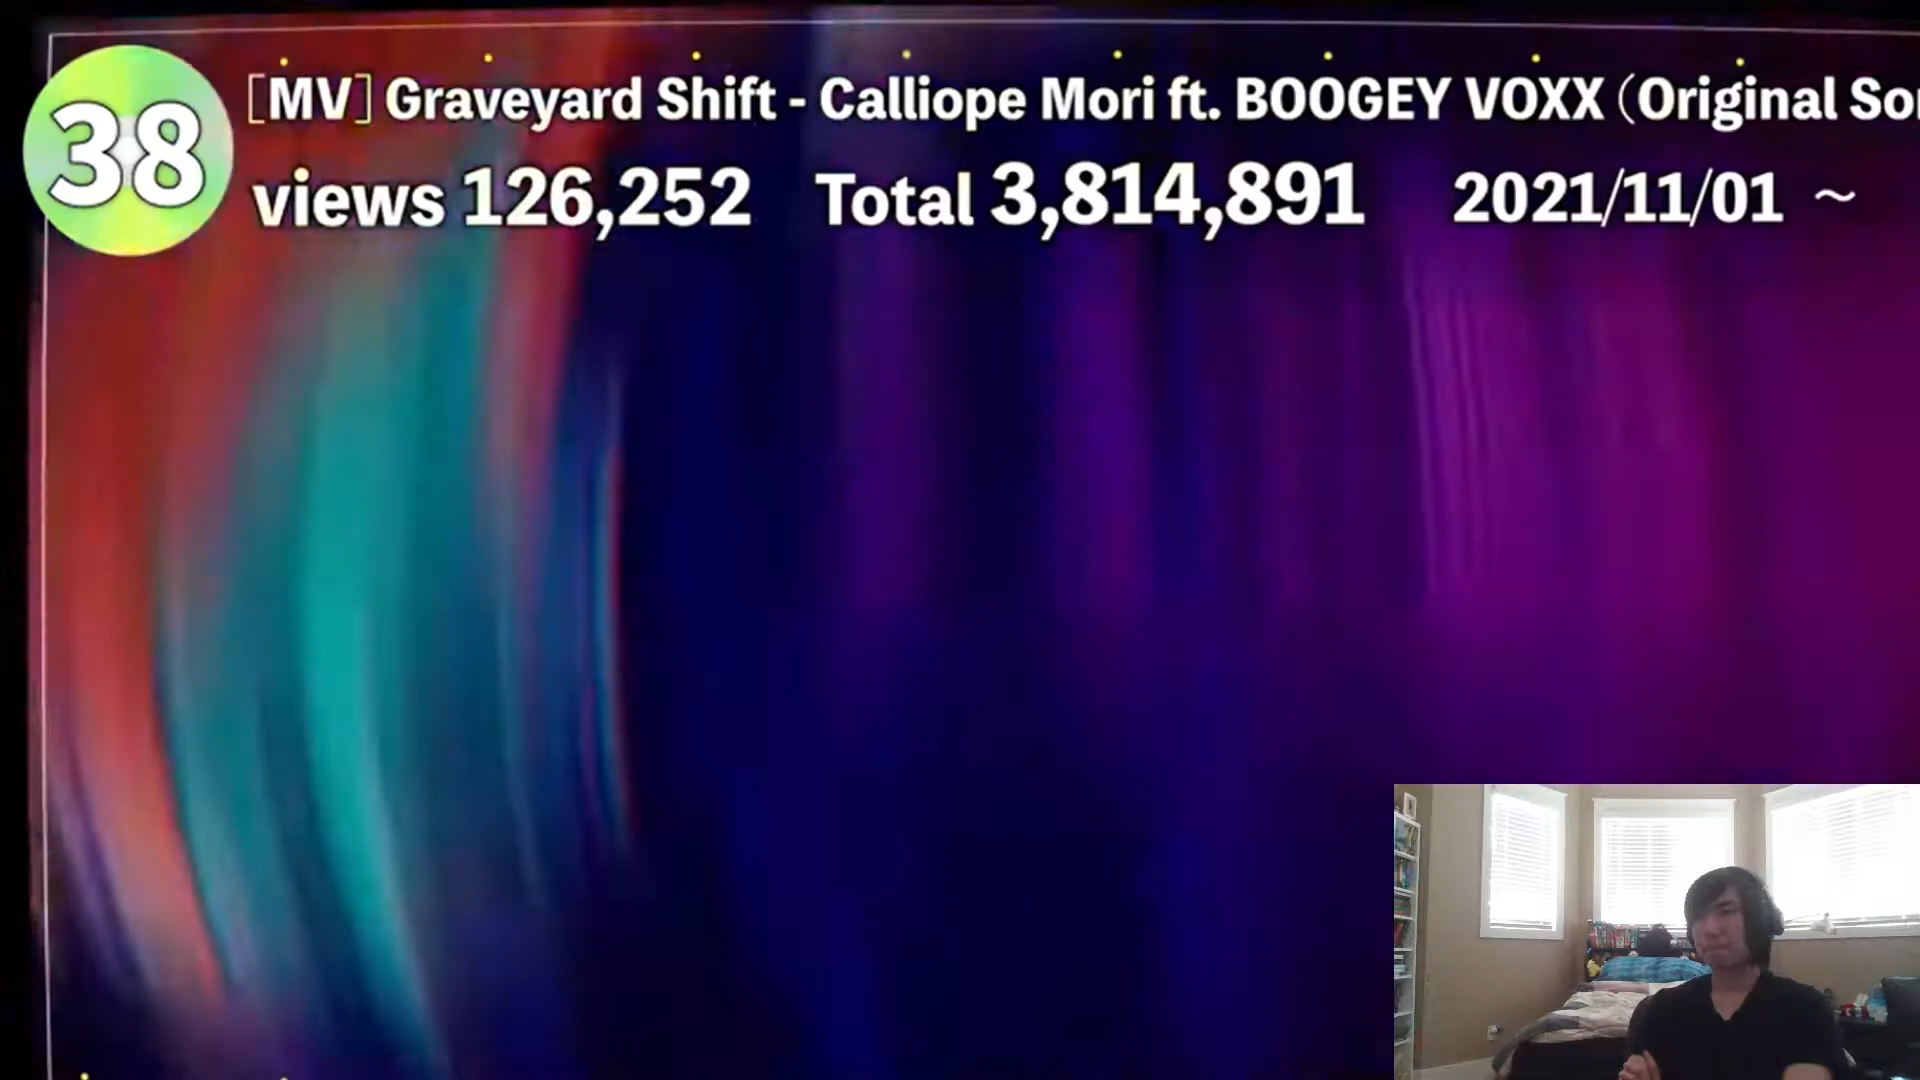 38
[MV] Graveyard Shift - Calliope Mori ft. BOOGEY VOXX (Original
views 126,252 Total 3,814,891 2021/11/01 ～